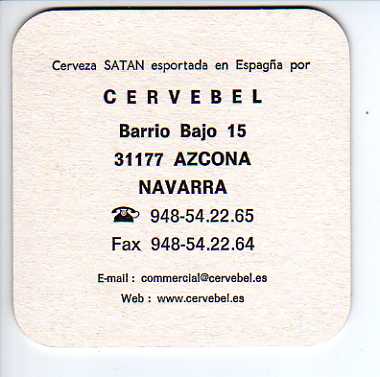 Cerveza SATAN esportada en Espagña por
CERVEBEL
Barrio Bajo 15
31177 AZCONA
NAVARRA
☎ 948-54.22.65
Fax 948-54.22.64
E-mail : commercial@cervebel.es
Web : www.cervebel.es